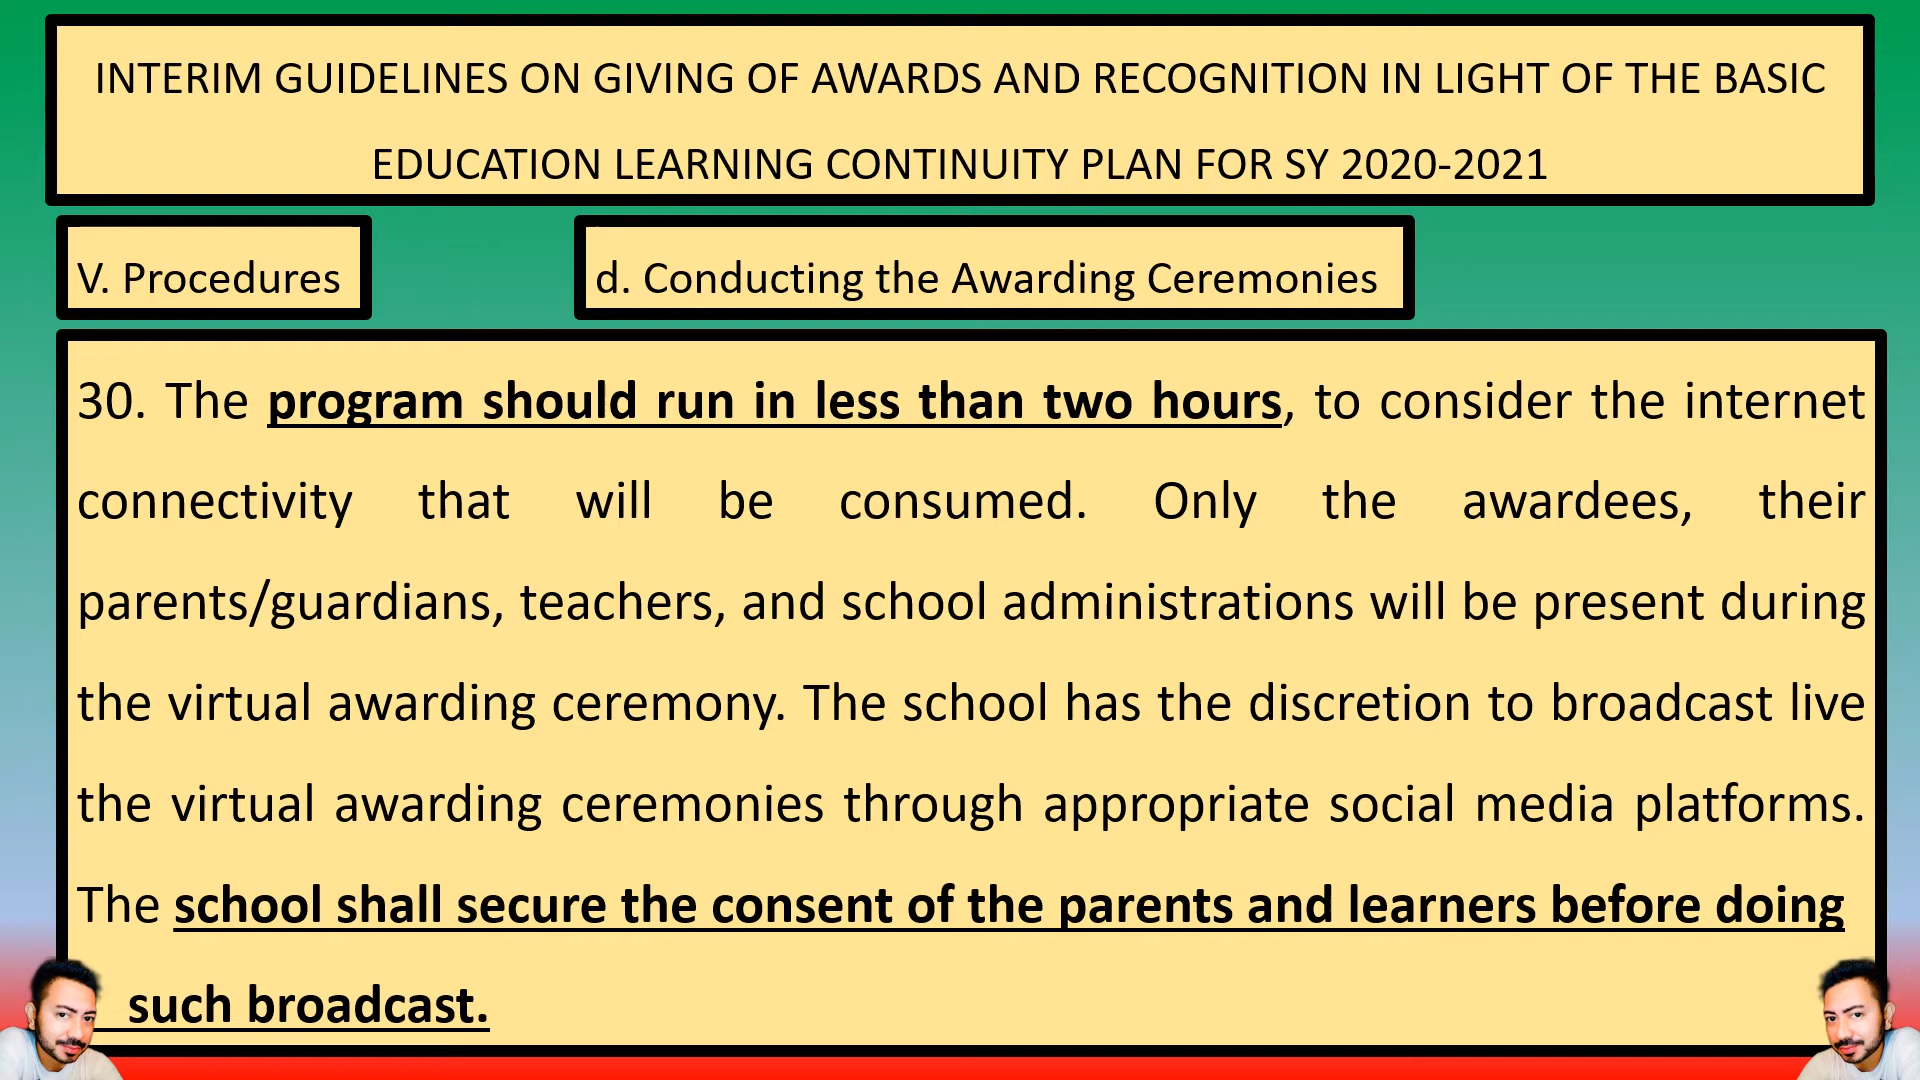 INTERIM GUIDELINES ON GIVING OF AWARDS AND RECOGNITION IN LIGHT OF THE BASIC
EDUCATION LEARNING CONTINUITY PLAN FOR SY 2020-2021
V. Procedures
d. Conducting the Awarding Ceremonies
30. The program should run in less than two hours, to consider the internet
connectivity that will be consumed. Only the awardees, their
parents/guardians, teachers, and school administrations will be present during
the virtual awarding ceremony. The school has the discretion to broadcast live
the virtual awarding ceremonies through appropriate social media platforms.
The school shall secure the consent of the parents and learners before doing
such broadcast.